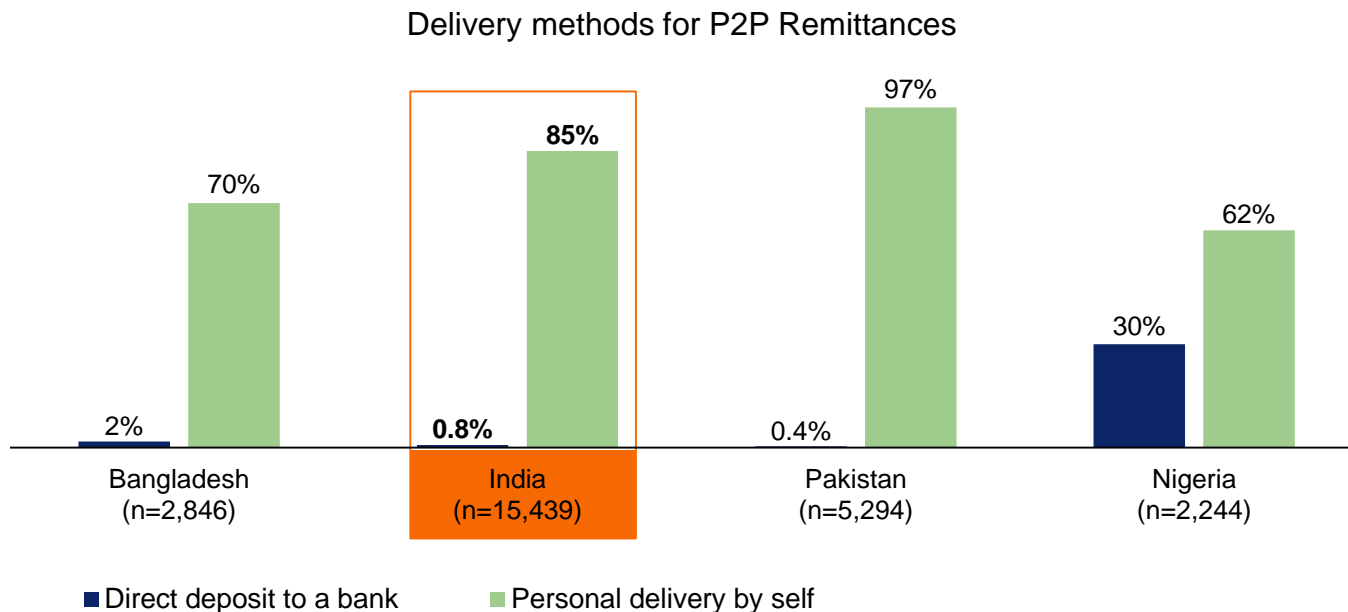 Delivery methods for P2P Remittances
70%
2%
85%
0.8%
97%
0.4%
62%
30%
Bangladesh
(n=2,846)
India
(n=15,439)
Pakistan
(n=5,294)
Nigeria
(n=2,244)
Direct deposit to a bank
Personal delivery by self